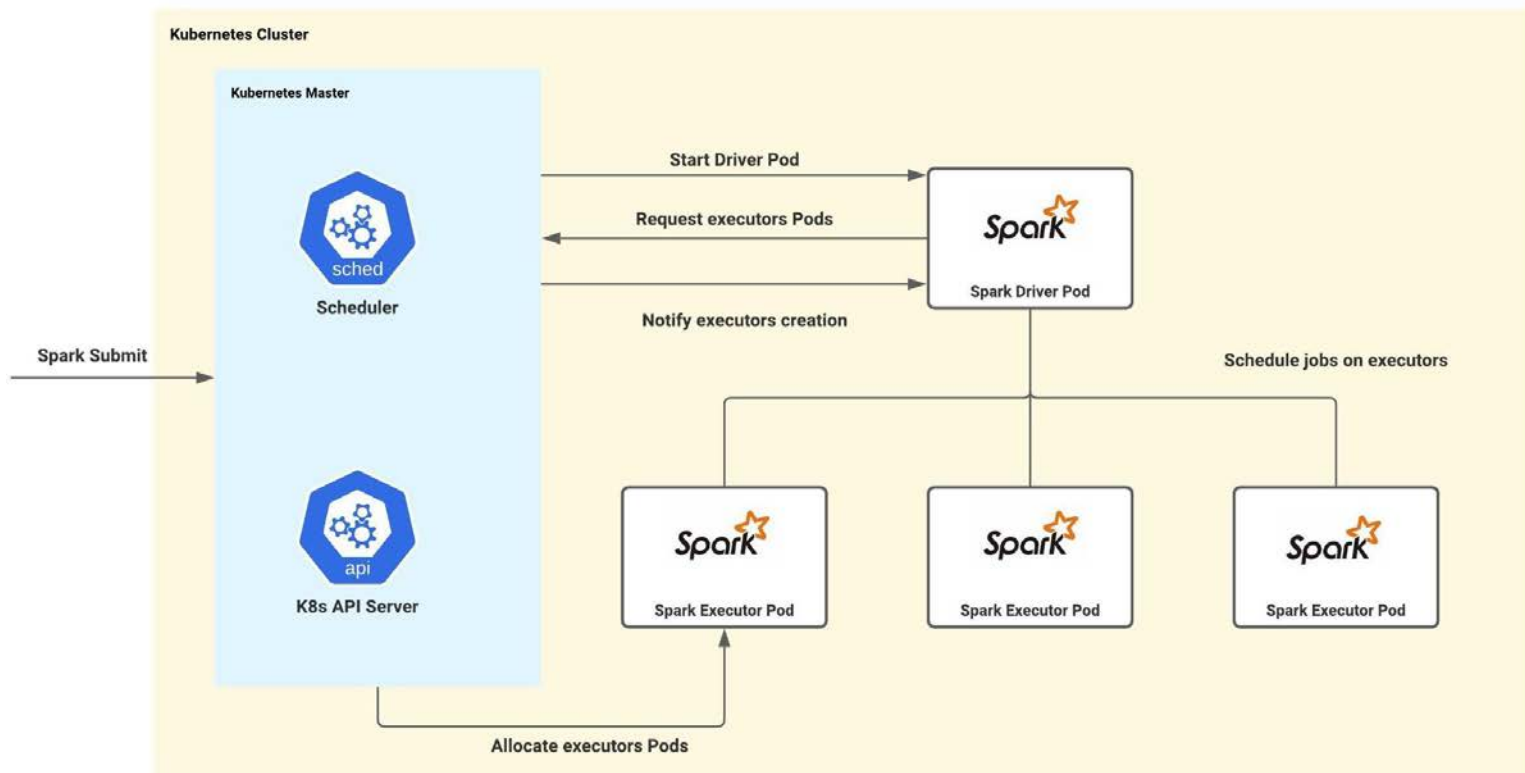 Kubernetes Cluster
Kubernetes Master
Start Driver Pod
Spark
Request executors Pods
sched
Scheduler
Spark Driver Pod
Notify executors creation
Spark Submit
Schedule jobs on executors
Spark
Spark
Spark
api
K8s API Server
Spark Executor Pod
Spark Executor Pod
Spark Executor Pod
Allocate executors Pods